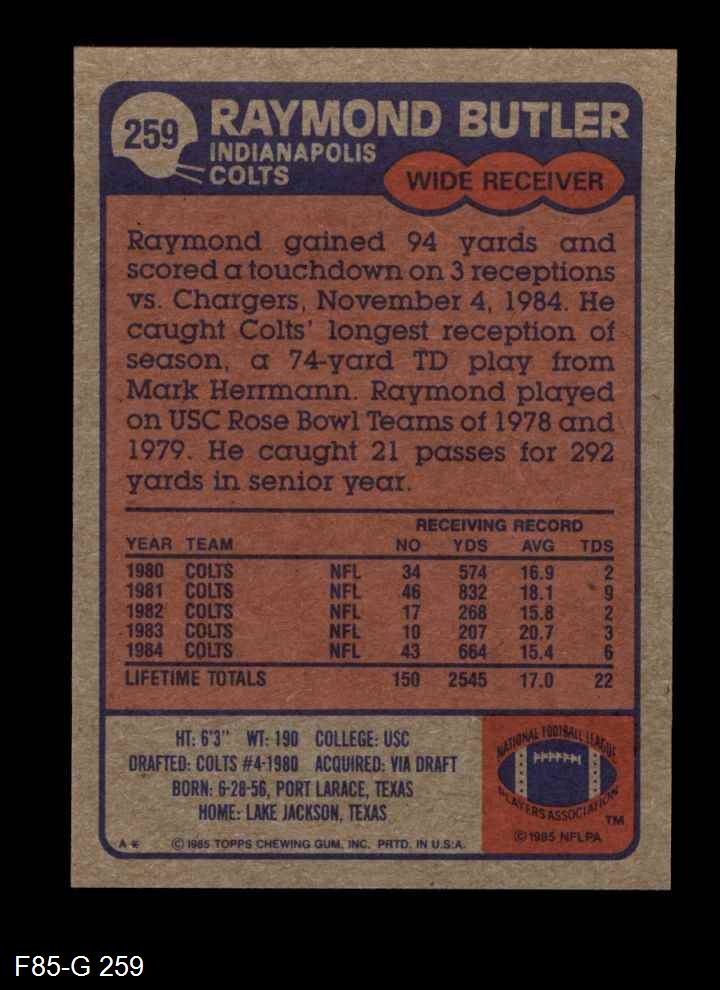 259
RAYMOND BUTLER
INDIANAPOLIS
COLTS
WIDE RECEIVER
Raymond gained 94 yards and
scored a touchdown on 3 receptions
vs. Chargers, November 4, 1984. He
caught Colts' longest reception of
season, a 74-yard TD play from
Mark Herrmann. Raymond played
on USC Rose Bowl Teams of 1978 and
1979. He caught 21 passes for 292
yards in senior year.
RECEIVING RECORD
YEAR TEAM NO YDS AVG TDS
1980 COLTS NFL 34 574 16.9 2
1981 COLTS NFL 46 832 18.1 9
1982 COLTS NFL 17 268 15.8 2
1983 COLTS NFL 10 207 20.7 3
1984 COLTS NFL 43 664 15.4 6
LIFETIME TOTALS 150 2545 17.0 22
HT: 6'3" WT: 190 COLLEGE: USC
DRAFTED: COLTS #4-1980 ACQUIRED: VIA DRAFT
BORN: 6-28-56, PORT LARACE, TEXAS
HOME: LAKE JACKSON, TEXAS
A* © 1985 TOPPS CHEWING GUM, INC. PRTD. IN U.S.A.
NATIONAL FOOTBALL LEAGUE
PLAYERS ASSOCIATION
TM
© 1985 NFLPA
F85-G 259